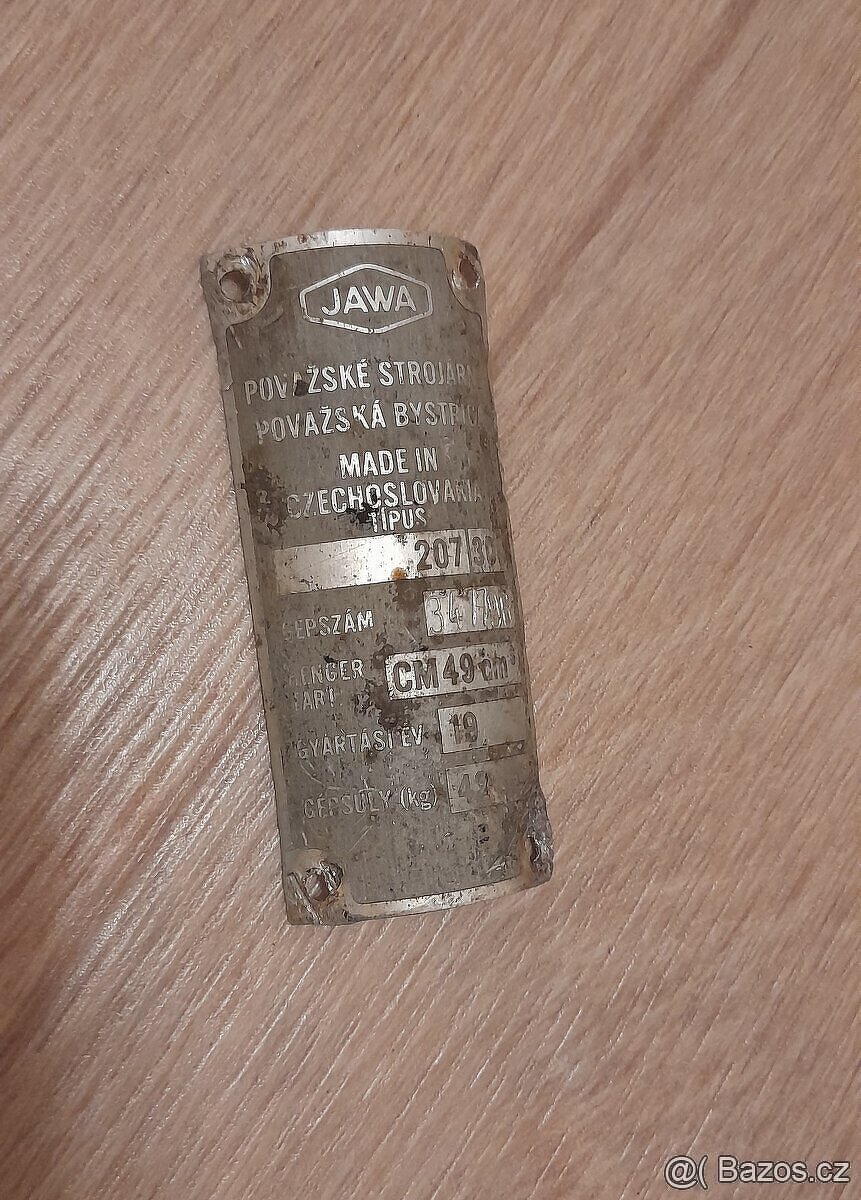 JAWA
POVAŽSKÉ STROJÁRN
POVAŽSKÁ BYSTRICA
MADE IN
CZECHOSLOVAKIA
TÍPUS
207
GÉPSZÁM
CM 49 cm³
GYÁRTÁSI ÉV 19
GÉPSÚLY (kg)
@( Bazos.cz